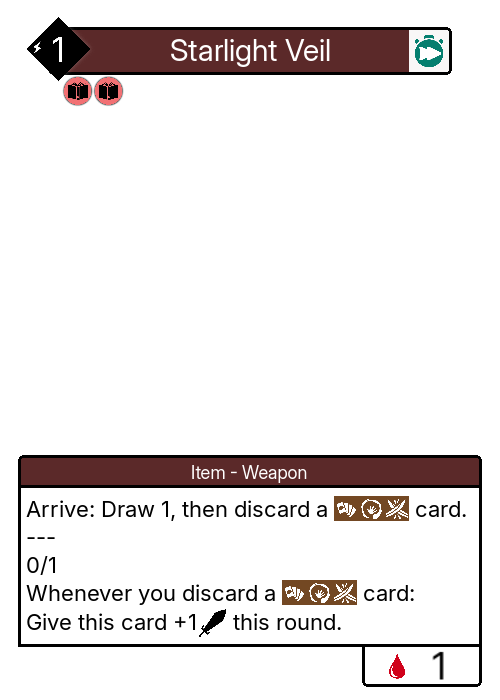 1
Starlight Veil
Item - Weapon
Arrive: Draw 1, then discard a card.
---
0/1
Whenever you discard a card:
Give this card +1 this round.
1